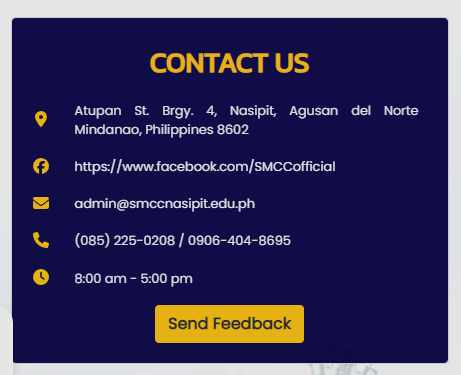 CONTACT US
Atupan St. Brgy. 4, Nasipit, Agusan del Norte
Mindanao, Philippines 8602
https://www.facebook.com/SMCCofficial
admin@smccnasipit.edu.ph
(085) 225-0208 / 0906-404-8695
8:00 am - 5:00 pm
Send Feedback